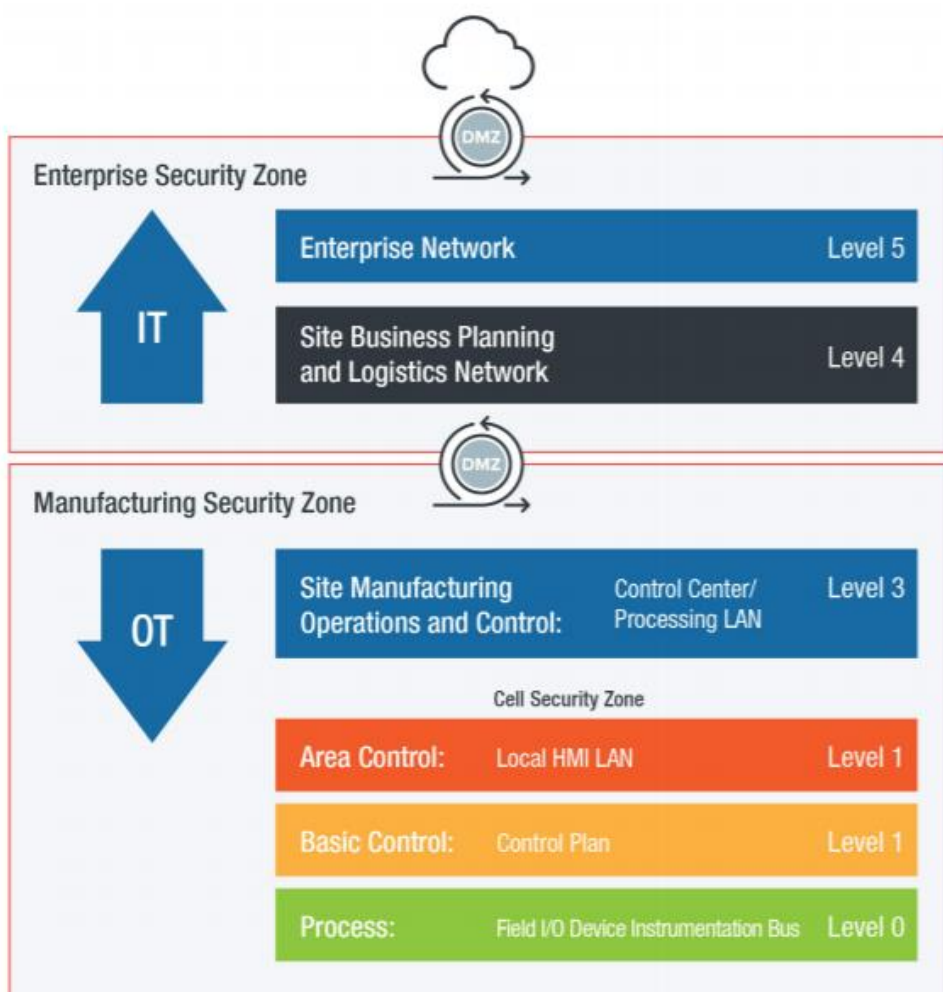 DMZ
Enterprise Security Zone
IT
Enterprise Network Level 5
Site Business Planning
and Logistics Network
Level 4
DMZ
Manufacturing Security Zone
OT
Site Manufacturing
Operations and Control:
Control Center/
Processing LAN
Level 3
Cell Security Zone
Area Control: Local HMI LAN Level 1
Basic Control: Control Plan Level 1
Process: Field I/O Device Instrumentation Bus Level 0